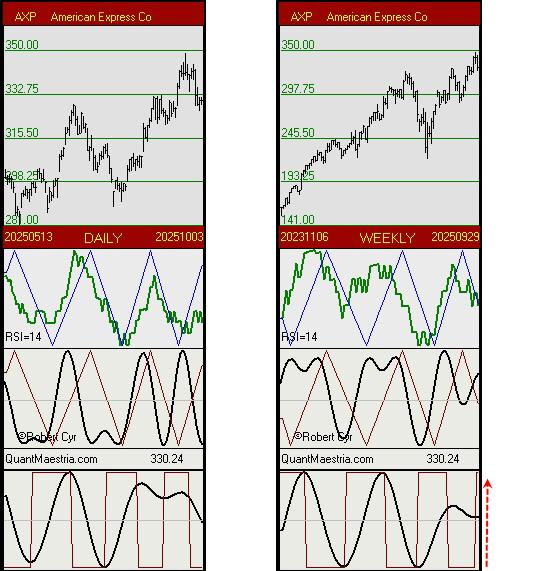 AXP American Express Co
350.00
332.75
315.50
298.25
281.00
20250513 DAILY 20251003
RSI=14
©Robert Cyr
QuantMaestria.com 330.24
AXP American Express Co
350.00
297.75
245.50
193.25
141.00
20231106 WEEKLY 20250929
RSI=14
©Robert Cyr
QuantMaestria.com 330.24